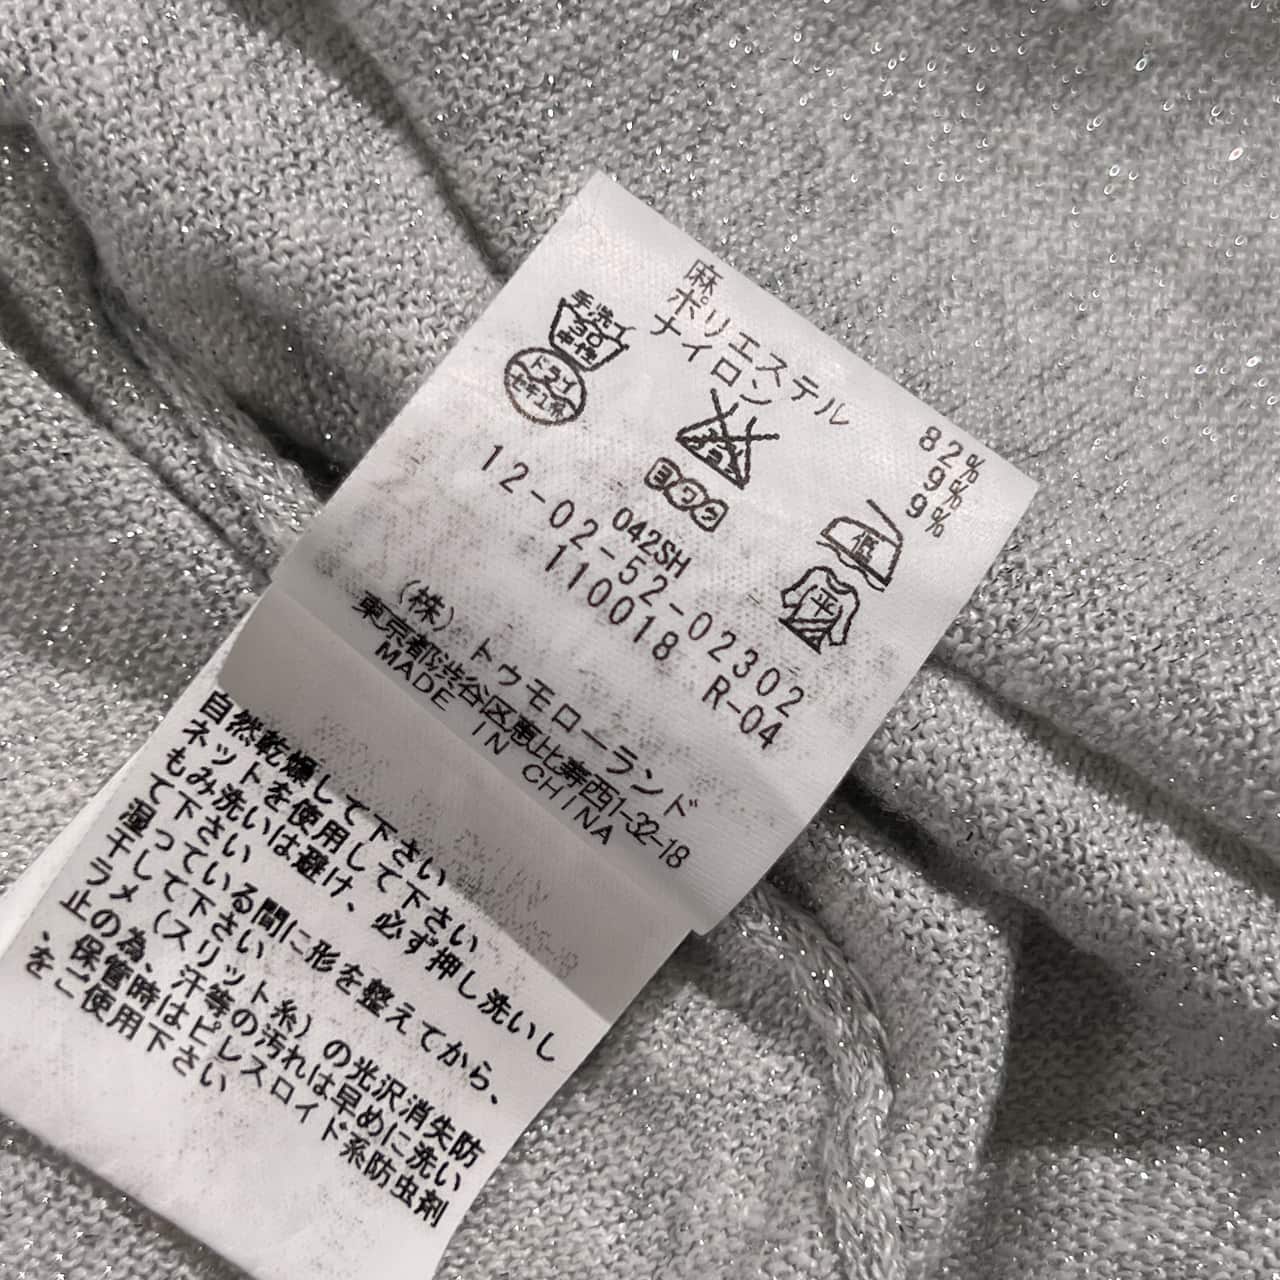 麻 82%
ポリエステル 9%
ナイロン 9%
手洗イ
30
中性
ドライ
セキユ系
エンソ
サラシ
低
ヨワク
平
042SH
12-02-52-02302
110018 R-04
(株)トゥモローランド
東京都渋谷区恵比寿西1-32-18
MADE IN CHINA
自然乾燥して下さい
ネットを使用して下さい
もみ洗いは避け、必ず押し洗いし
て下さい
湿っている間に形を整えてから、
干して下さい
ラメ(スリット糸)の光沢消失防
止の為、汗等の汚れは早めに洗い
、保管時はピレスロイド系防虫剤
をご使用下さい